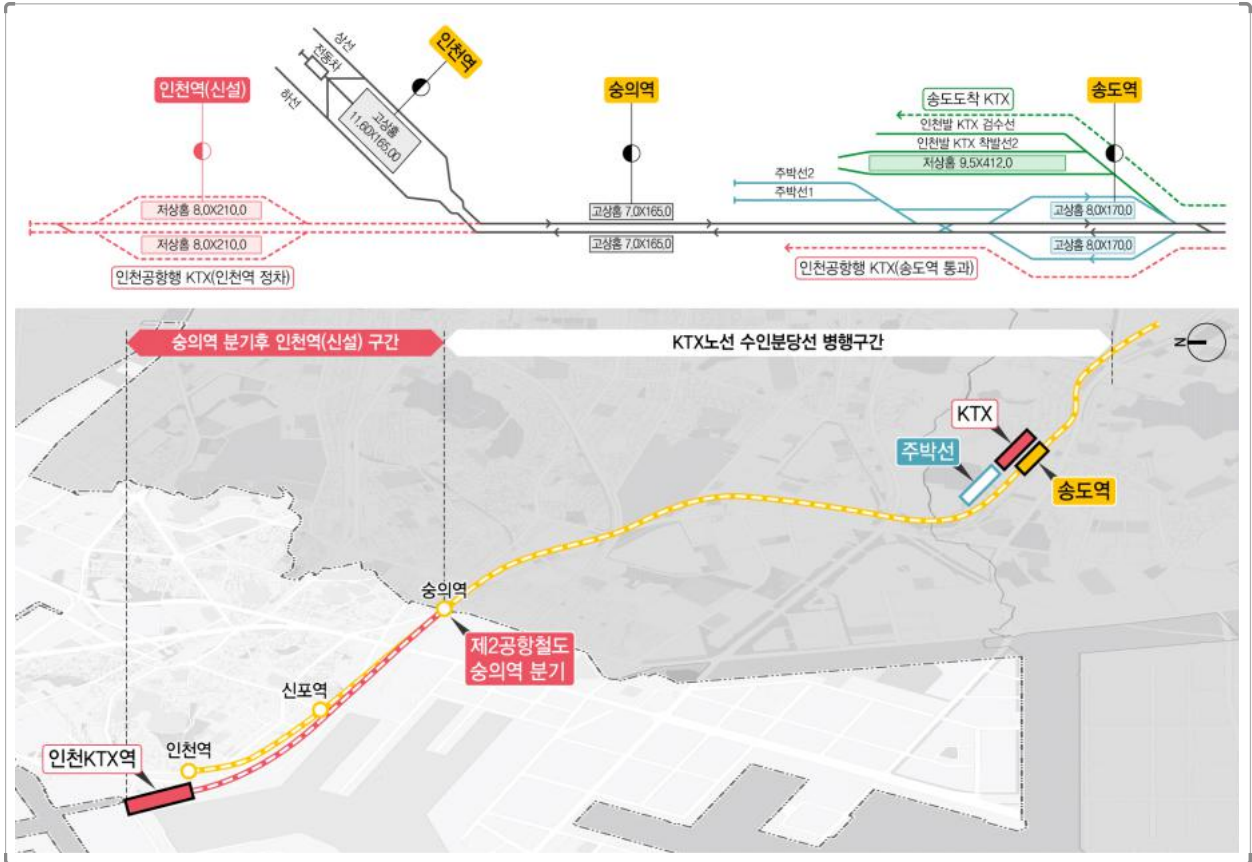 인천역(신설)
상선
전동차
하선
인천역
고상홈
11.60X165.00
숭의역
송도도착 KTX
송도역
인천발 KTX 검수선
인천발 KTX 착발선2
저상홈 9.5X412.0
주박선2
주박선1
저상홈 8.0X210.0
고상홈 7.0X165.0
고상홈 8.0X170.0
저상홈 8.0X210.0
고상홈 7.0X165.0
고상홈 8.0X170.0
인천공항행 KTX(인천역 정차)
인천공항행 KTX(송도역 통과)
숭의역 분기후 인천역(신설) 구간
KTX노선 수인분당선 병행구간
N
KTX
주박선
송도역
숭의역
제2공항철도
숭의역 분기
신포역
인천역
인천KTX역